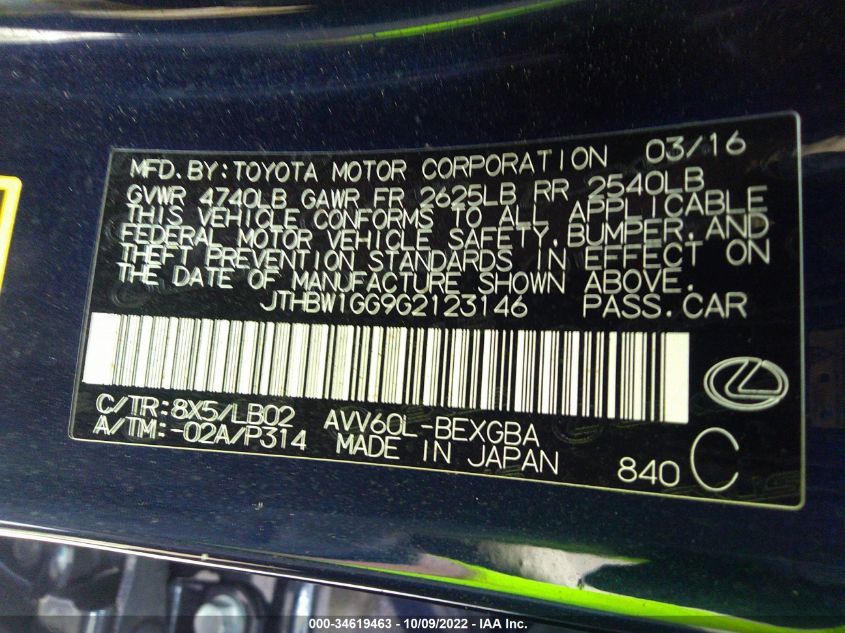 MFD.BY:TOYOTA MOTOR CORPORATION 03/16
GVWR 4740LB GAWR FR 2625LB RR 2540LB
THIS VEHICLE CONFORMS TO ALL APPLICABLE
FEDERAL MOTOR VEHICLE SAFETY,BUMPER,AND
THEFT PREVENTION STANDARDS IN EFFECT ON
THE DATE OF MANUFACTURE SHOWN ABOVE.
JTHBW1GG9G2123146 PASS.CAR
C/TR:8X5/LB02 AVV60L-BEXGBA
A/TM:-02A/P314 MADE IN JAPAN
840 C
000-34619463 - 10/09/2022 - IAA Inc.